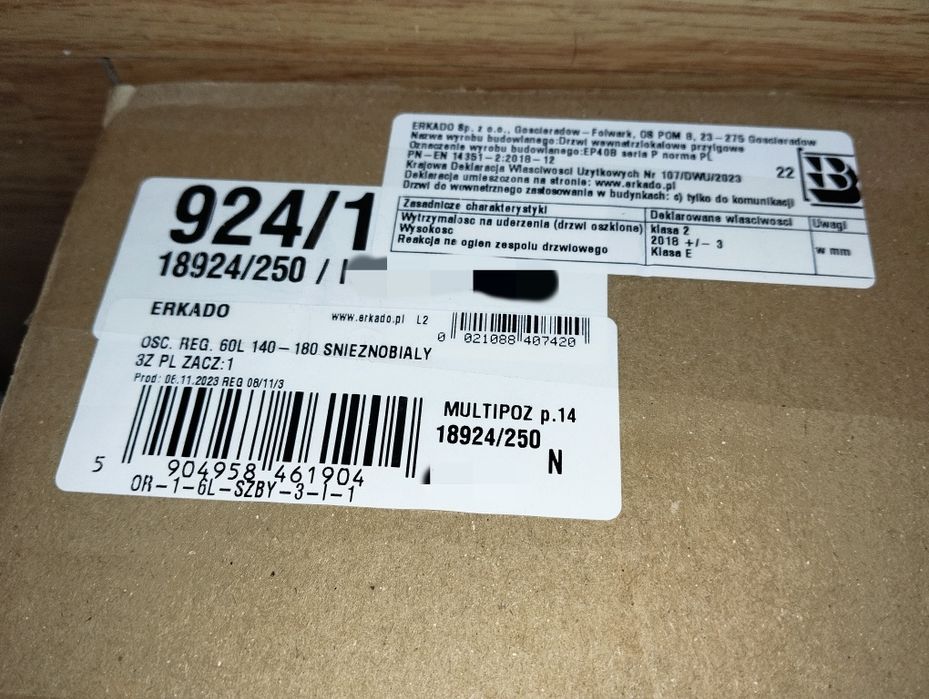 ERKADO Sp. z o.o., Goscieradow-Folwark, OS POM 8, 23-275 Goscieradow
Nazwa wyrobu budowlanego:Drzwi wewnatrzlokalowe przylgowe
Oznaczenie wyrobu budowlanego:EP40B seria P norma PL
PN-EN 14351-2:2018-12
Krajowa Deklaracja Wlasciwosci Uzytkowych Nr 107/DWU/2023
Deklaracja umieszczona na stronie: www.erkado.pl
Drzwi do wewnetrznego zastosowania w budynkach: c) tylko do komunikacji
22
B
Zasadnicze charakterystyki Deklarowane wlasciwosci Uwagi
Wytrzymalosc na uderzenia (drzwi oszklone) klasa 2
Wysokosc 2018 +/- 3 w mm
Reakcja na ogien zespolu drzwiowego Klasa E
924/1
18924/250 /
ERKADO
www.erkado.pl L2
0 021088 407420
OSC. REG. 60L 140-180 SNIEZNOBIALY
3Z PL ZACZ:1
Prod: 06.11.2023 REG 08/11/3
MULTIPOZ p.14
18924/250
N
5 904958 461904
OR-1-6L-SZBY-3-I-1